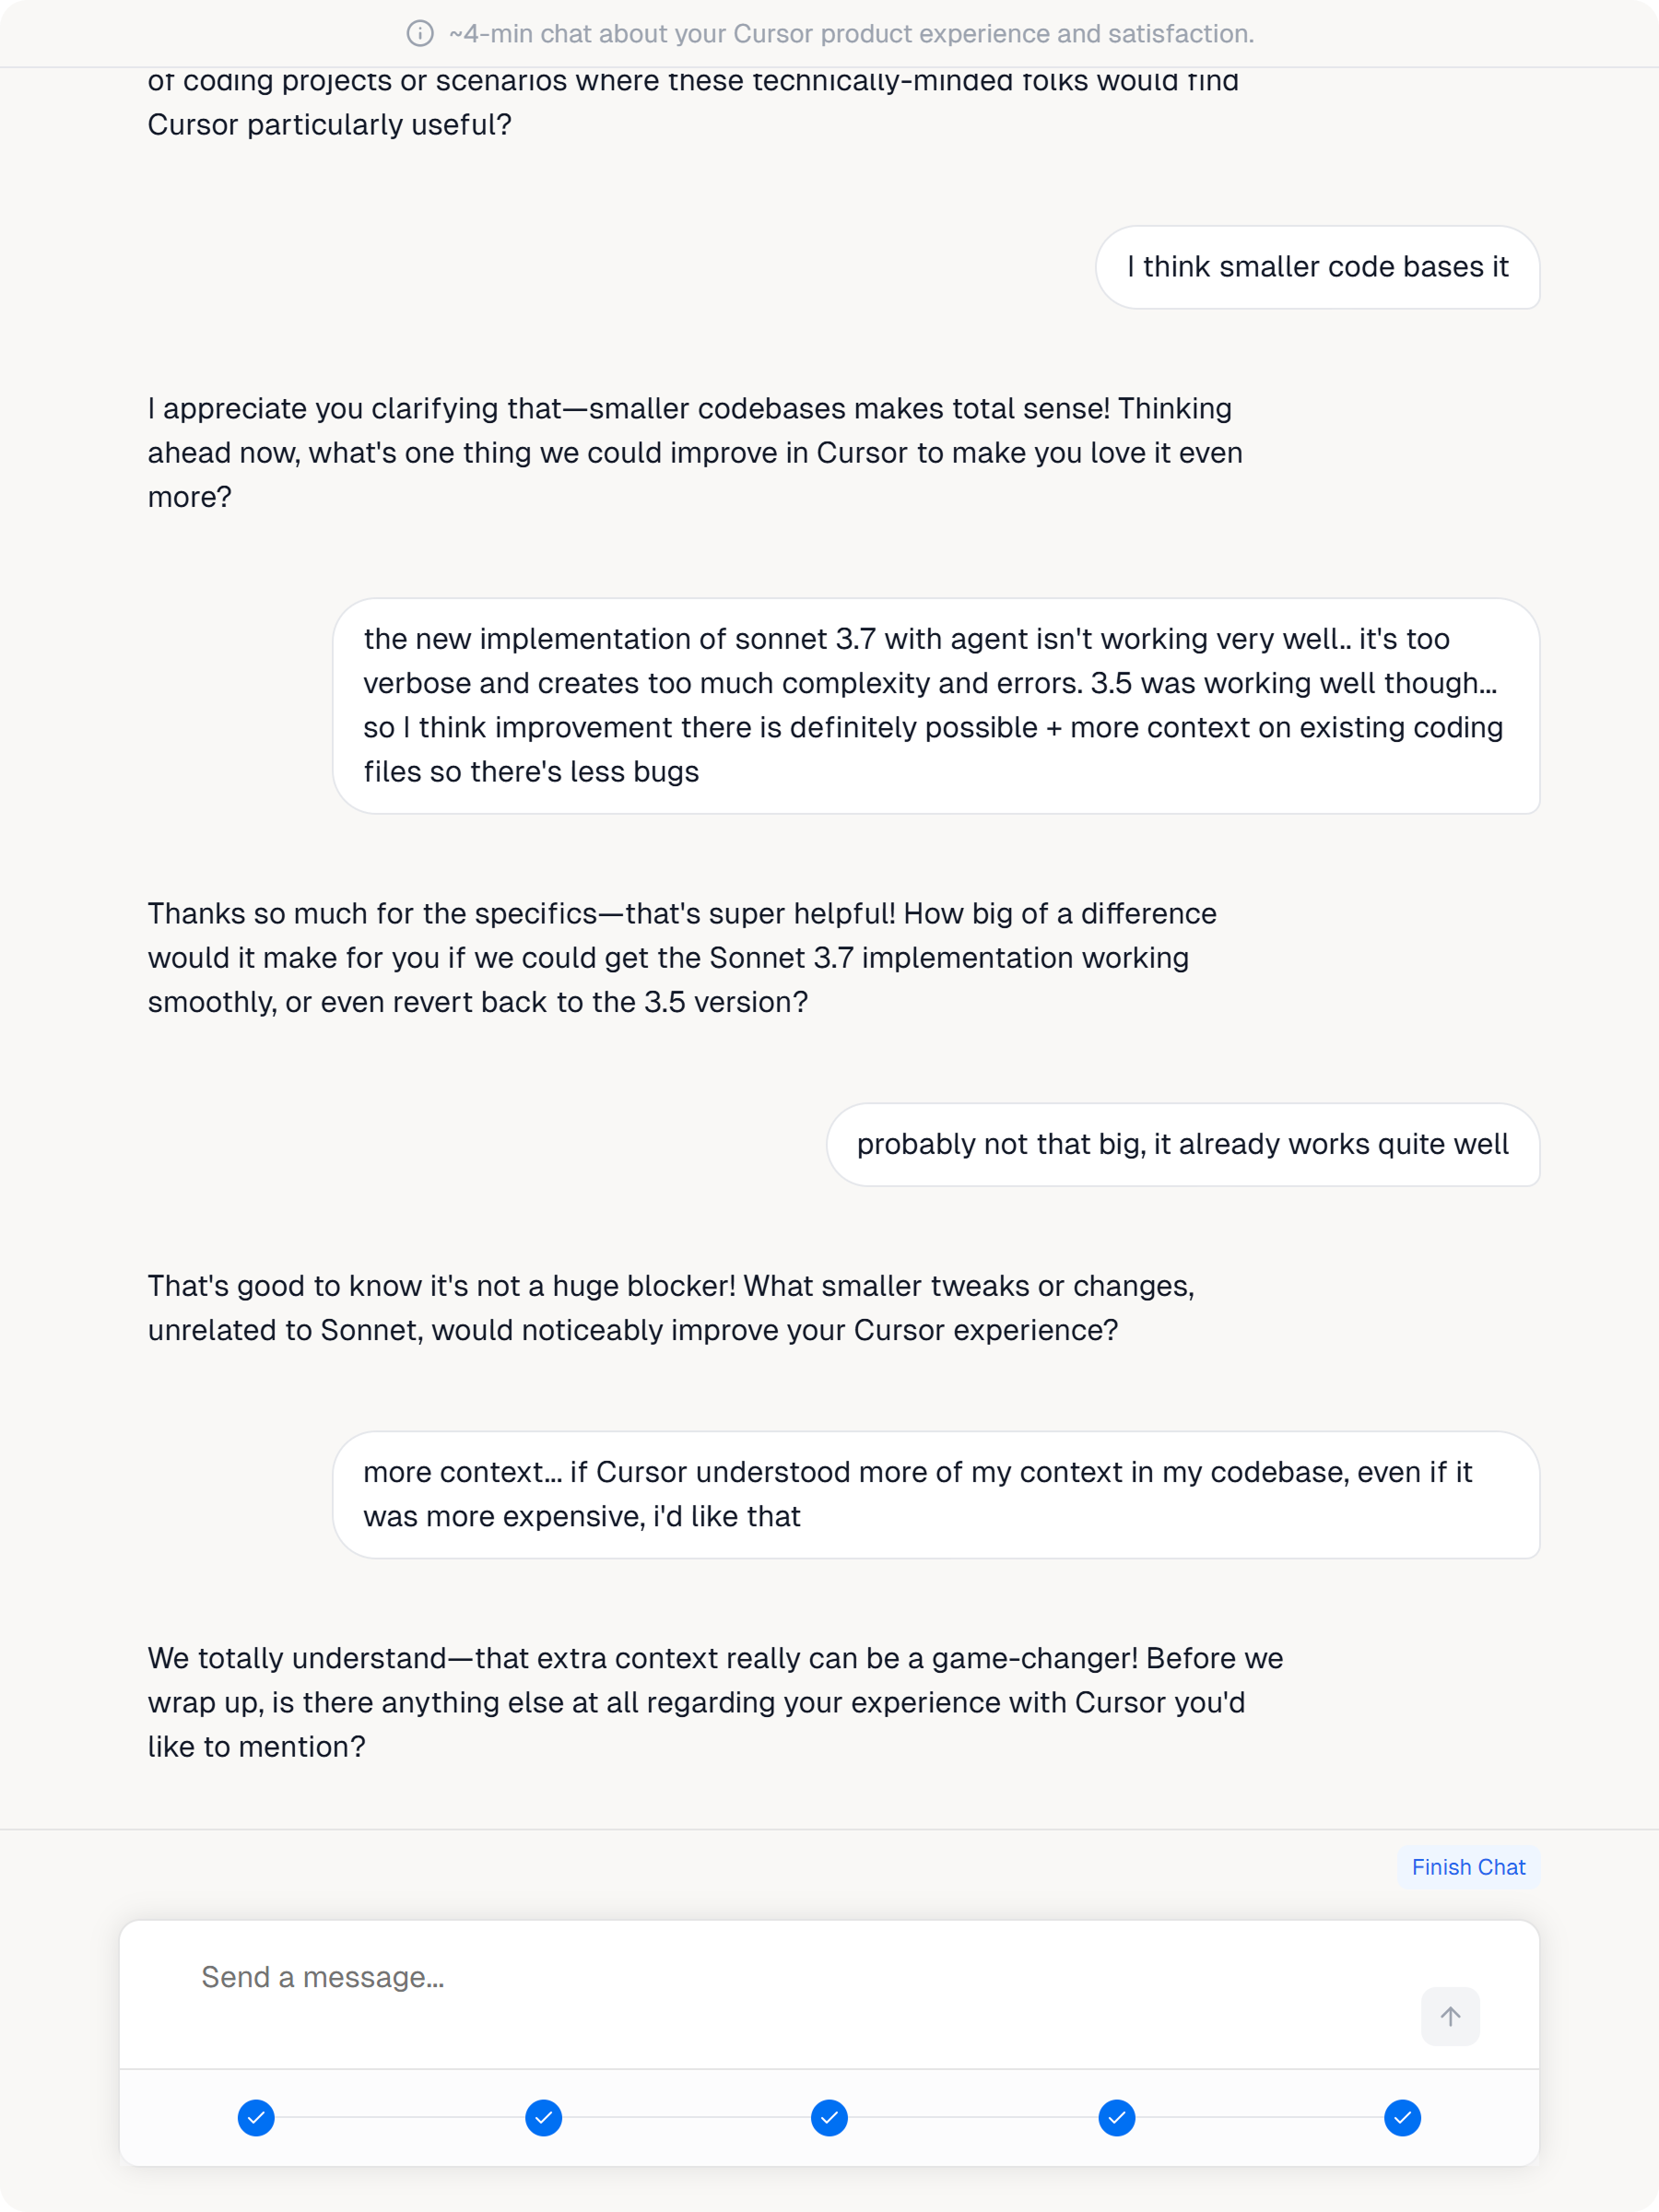 ~4-min chat about your Cursor product experience and satisfaction.
of coding projects or scenarios where these technically-minded folks would find
Cursor particularly useful?
I think smaller code bases it
I appreciate you clarifying that—smaller codebases makes total sense! Thinking
ahead now, what's one thing we could improve in Cursor to make you love it even
more?
the new implementation of sonnet 3.7 with agent isn't working very well.. it's too
verbose and creates too much complexity and errors. 3.5 was working well though...
so I think improvement there is definitely possible + more context on existing coding
files so there's less bugs
Thanks so much for the specifics—that's super helpful! How big of a difference
would it make for you if we could get the Sonnet 3.7 implementation working
smoothly, or even revert back to the 3.5 version?
probably not that big, it already works quite well
That's good to know it's not a huge blocker! What smaller tweaks or changes,
unrelated to Sonnet, would noticeably improve your Cursor experience?
more context... if Cursor understood more of my context in my codebase, even if it
was more expensive, i'd like that
We totally understand—that extra context really can be a game-changer! Before we
wrap up, is there anything else at all regarding your experience with Cursor you'd
like to mention?
Finish Chat
Send a message...